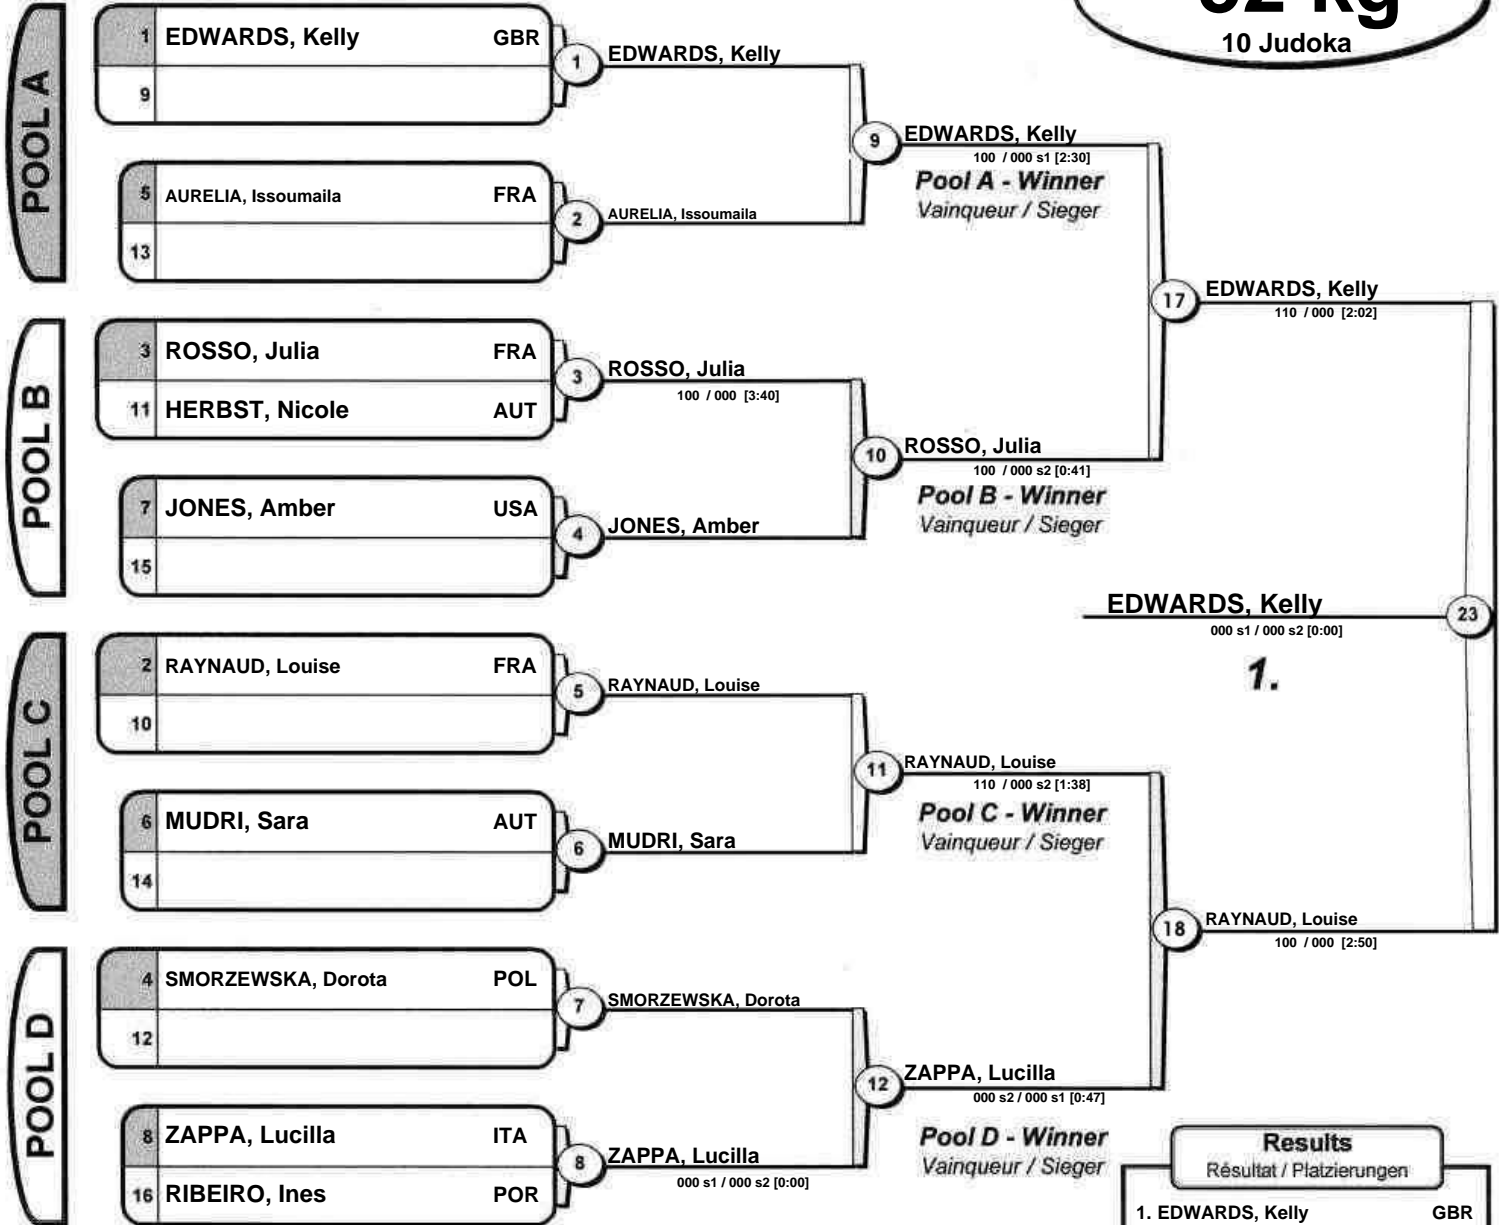 10 Judoka
POOL A
1 EDWARDS, Kelly GBR
9
1 EDWARDS, Kelly
5 AURELIA, Issoumaila FRA
13
2 AURELIA, Issoumaila
9 EDWARDS, Kelly
100 / 000 s1 [2:30]
Pool A - Winner
Vainqueur / Sieger
POOL B
3 ROSSO, Julia FRA
11 HERBST, Nicole AUT
3 ROSSO, Julia
100 / 000 [3:40]
7 JONES, Amber USA
15
4 JONES, Amber
10 ROSSO, Julia
100 / 000 s2 [0:41]
Pool B - Winner
Vainqueur / Sieger
17 EDWARDS, Kelly
110 / 000 [2:02]
EDWARDS, Kelly 23
000 s1 / 000 s2 [0:00]
1.
POOL C
2 RAYNAUD, Louise FRA
10
5 RAYNAUD, Louise
6 MUDRI, Sara AUT
14
6 MUDRI, Sara
11 RAYNAUD, Louise
110 / 000 s2 [1:38]
Pool C - Winner
Vainqueur / Sieger
18 RAYNAUD, Louise
100 / 000 [2:50]
POOL D
4 SMORZEWSKA, Dorota POL
12
7 SMORZEWSKA, Dorota
8 ZAPPA, Lucilla ITA
16 RIBEIRO, Ines POR
8 ZAPPA, Lucilla
000 s1 / 000 s2 [0:00]
12 ZAPPA, Lucilla
000 s2 / 000 s1 [0:47]
Pool D - Winner
Vainqueur / Sieger
Results
Résultat / Platzierungen
1. EDWARDS, Kelly GBR